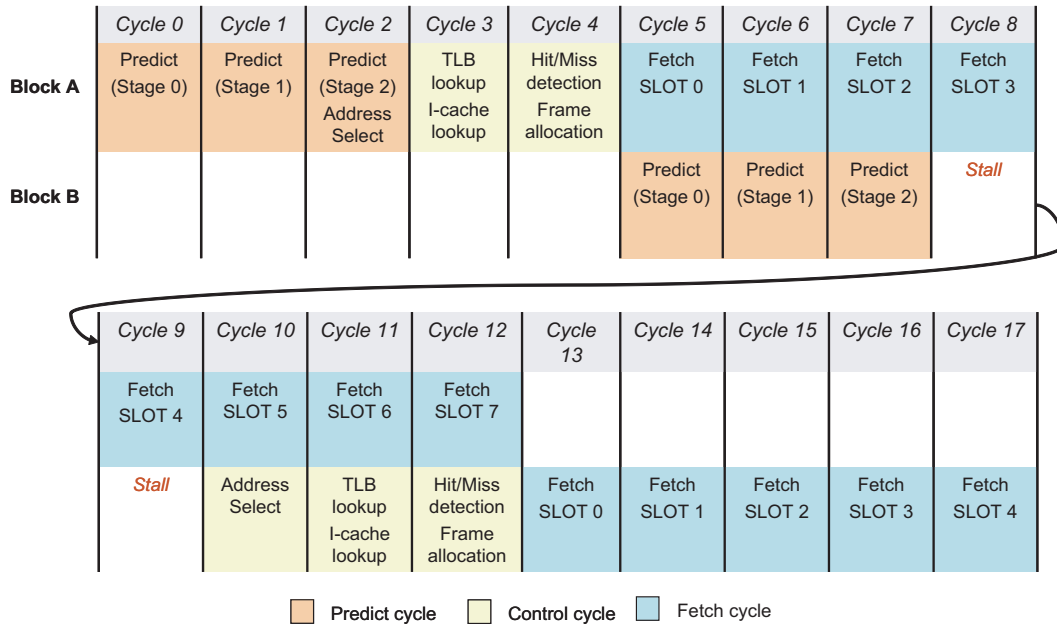 Cycle 0 Cycle 1 Cycle 2 Cycle 3 Cycle 4 Cycle 5 Cycle 6 Cycle 7 Cycle 8
Block A
Predict
(Stage 0)
Predict
(Stage 1)
Predict
(Stage 2)
Address
Select
TLB
lookup
I-cache
lookup
Hit/Miss
detection
Frame
allocation
Fetch
SLOT 0
Fetch
SLOT 1
Fetch
SLOT 2
Fetch
SLOT 3
Block B
Predict
(Stage 0)
Predict
(Stage 1)
Predict
(Stage 2)
Stall
Cycle 9 Cycle 10 Cycle 11 Cycle 12 Cycle
13 Cycle 14 Cycle 15 Cycle 16 Cycle 17
Fetch
SLOT 4
Fetch
SLOT 5
Fetch
SLOT 6
Fetch
SLOT 7
Stall
Address
Select
TLB
lookup
I-cache
lookup
Hit/Miss
detection
Frame
allocation
Fetch
SLOT 0
Fetch
SLOT 1
Fetch
SLOT 2
Fetch
SLOT 3
Fetch
SLOT 4
Predict cycle Control cycle Fetch cycle